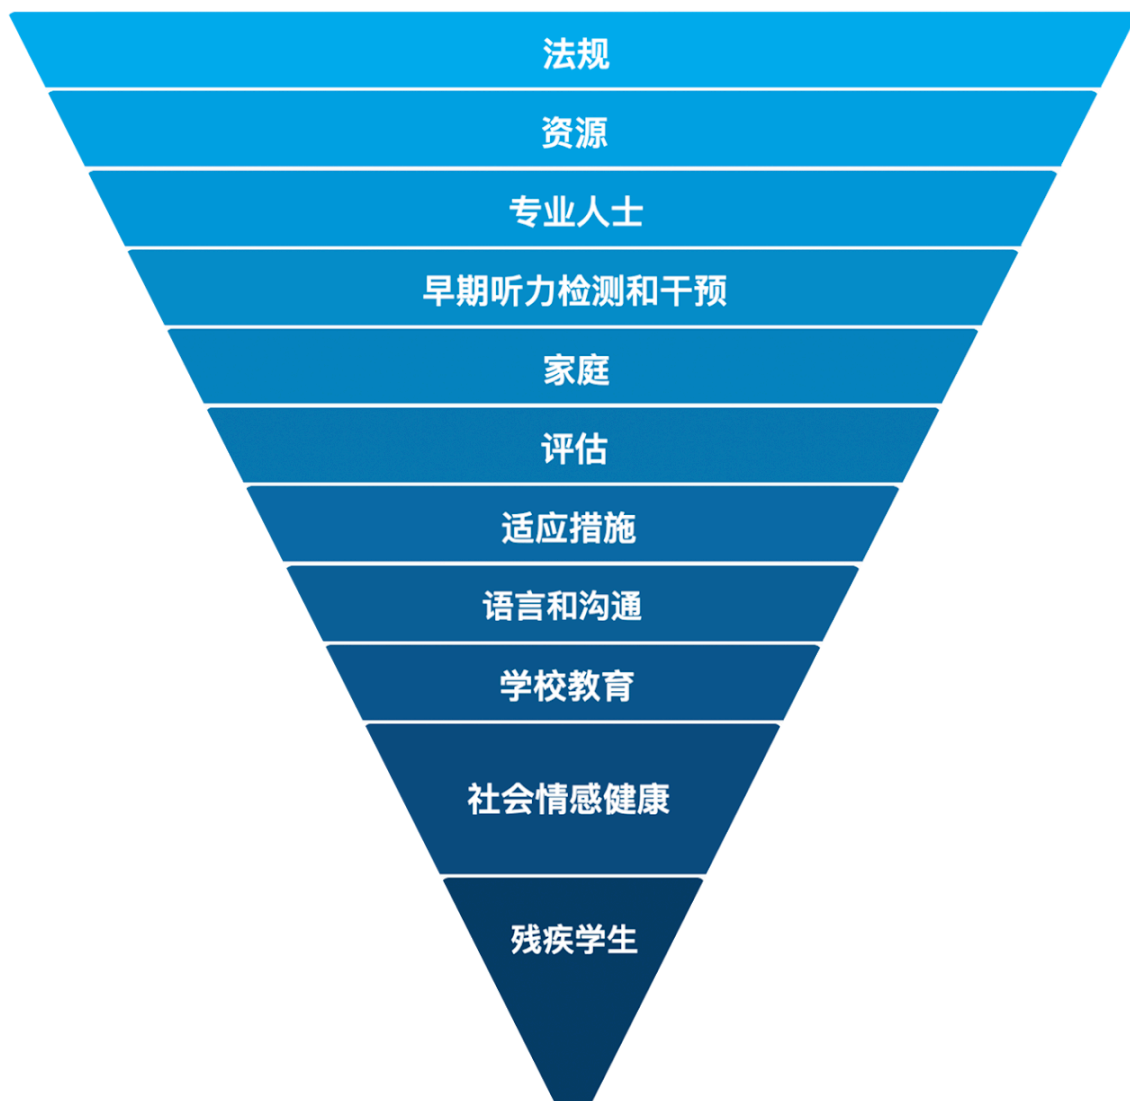 法规
资源
专业人士
早期听力检测和干预
家庭
评估
适应措施
语言和沟通
学校教育
社会情感健康
残疾学生